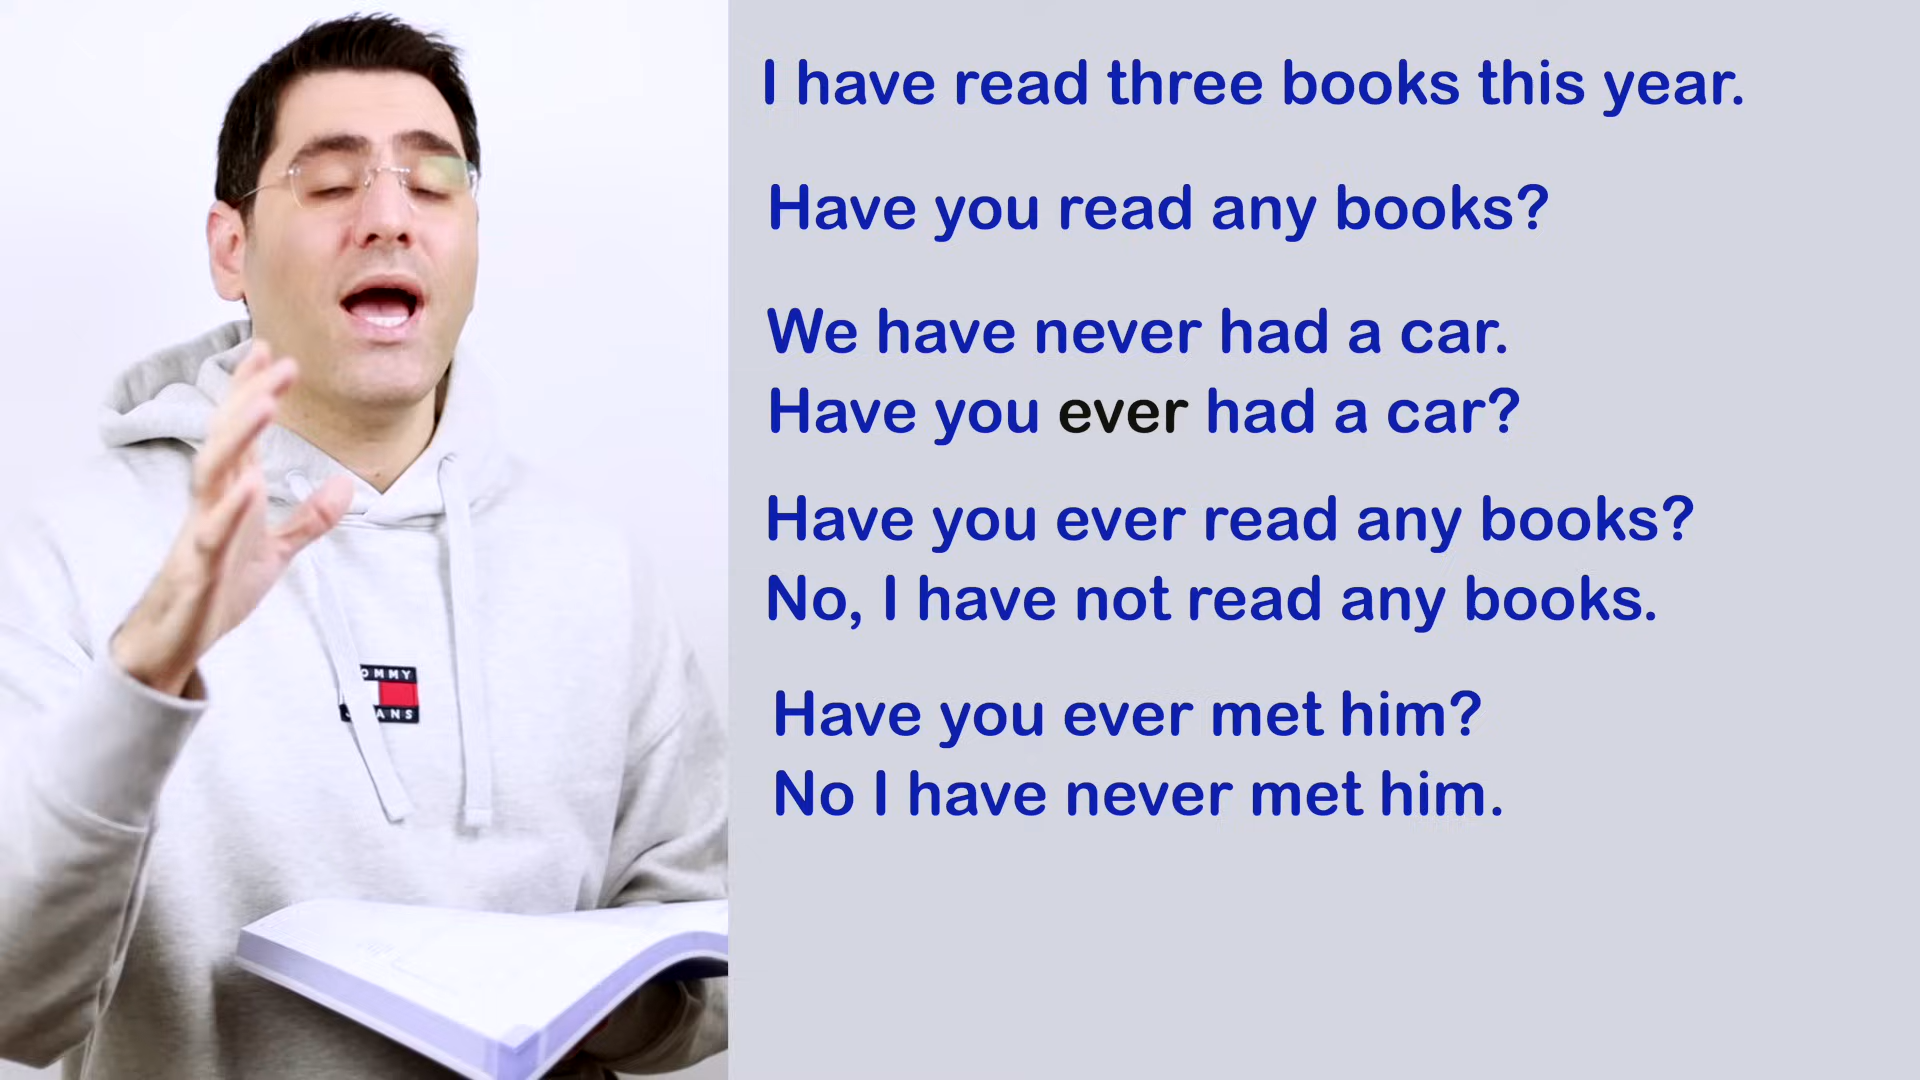 I have read three books this year.
Have you read any books?
We have never had a car.
Have you ever had a car?
Have you ever read any books?
No, I have not read any books.
Have you ever met him?
No I have never met him.